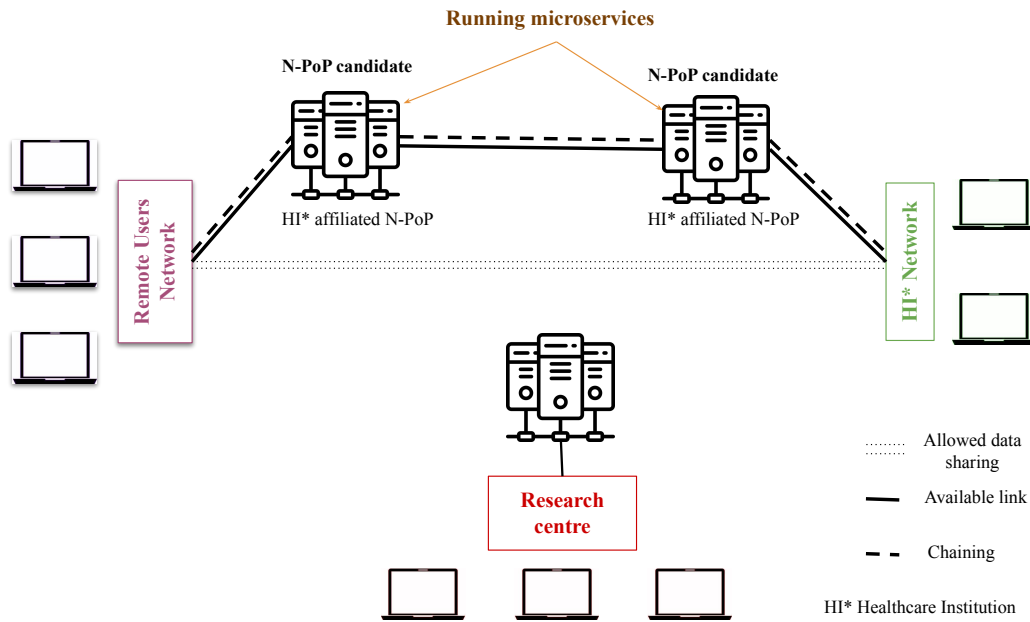 Running microservices
N-PoP candidate
N-PoP candidate
HI* affiliated N-PoP
HI* affiliated N-PoP
Remote Users
Network
HI* Network
Research
centre
Allowed data
sharing
Available link
Chaining
HI* Healthcare Institution